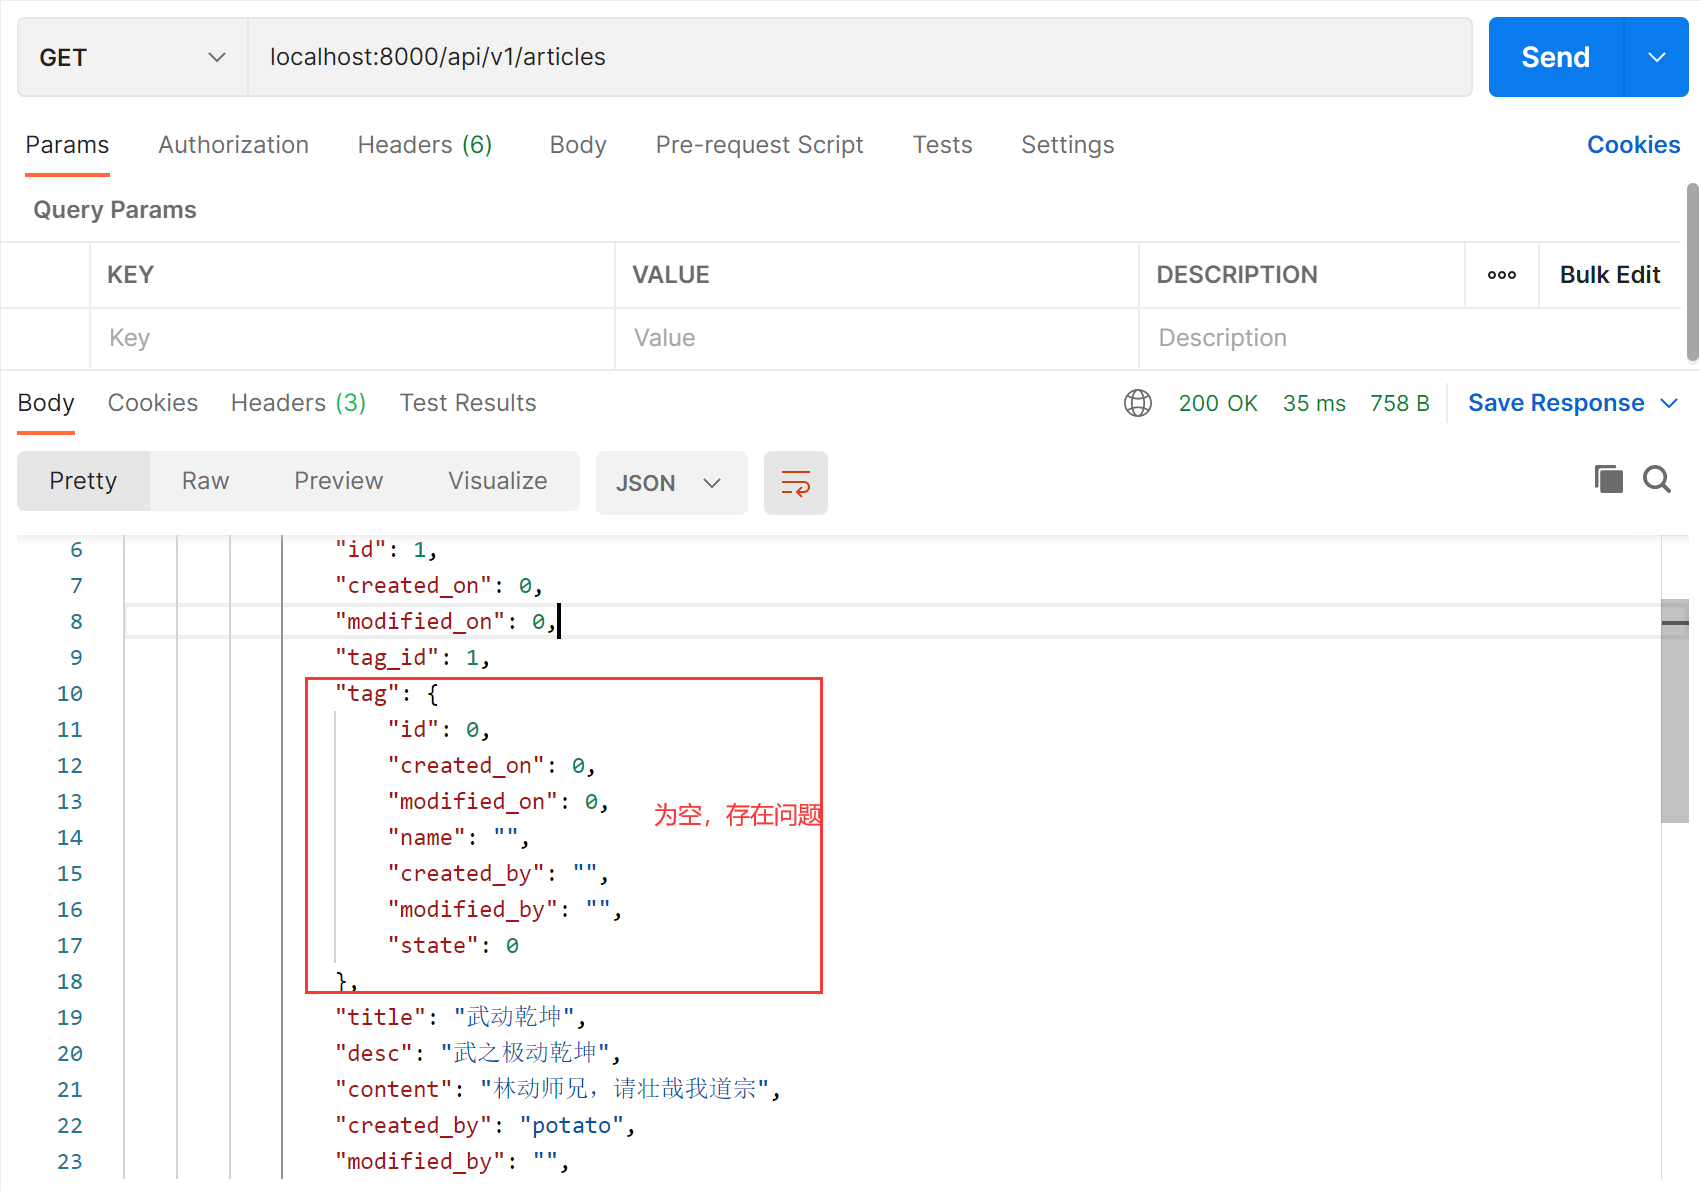 GET
localhost:8000/api/v1/articles
Send
Params Authorization Headers (6) Body Pre-request Script Tests Settings Cookies
Query Params
KEY VALUE DESCRIPTION ooo Bulk Edit
Key Value Description
Body Cookies Headers (3) Test Results 200 OK 35 ms 758 B Save Response
Pretty Raw Preview Visualize JSON
6 "id": 1,
7 "created_on": 0,
8 "modified_on": 0,
9 "tag_id": 1,
10 "tag": {
11 "id": 0,
12 "created_on": 0,
13 "modified_on": 0,
为空，存在问题
14 "name": "",
15 "created_by": "",
16 "modified_by": "",
17 "state": 0
18 },
19 "title": "武动乾坤",
20 "desc": "武之极动乾坤",
21 "content": "林动师兄，请壮哉我道宗",
22 "created_by": "potato",
23 "modified_by": "",